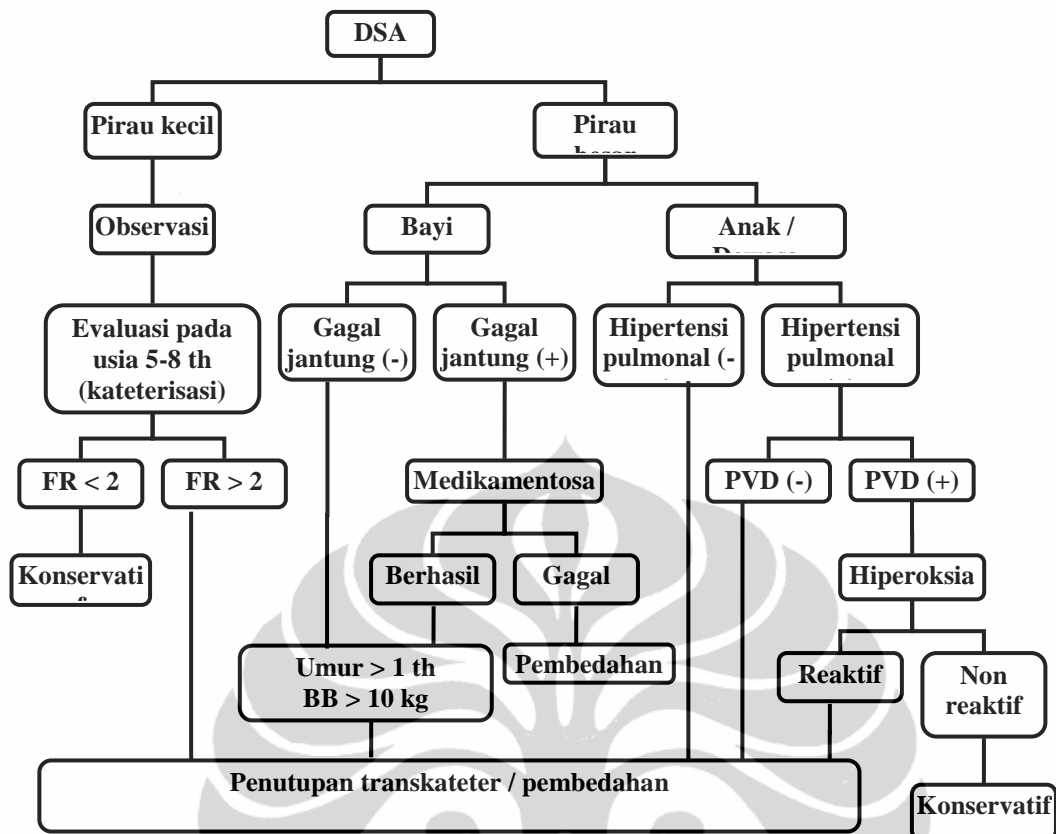 DSA
Pirau kecil
Pirau
Observasi
Bayi
Anak /
Evaluasi pada
usia 5-8 th
(kateterisasi)
Gagal
jantung (-)
Gagal
jantung (+)
Hipertensi
pulmonal (-
Hipertensi
pulmonal
FR < 2
FR > 2
Medikamentosa
PVD (-)
PVD (+)
Konservati
Berhasil
Gagal
Hiperoksia
Umur > 1 th
BB > 10 kg
Pembedahan
Reaktif
Non
reaktif
Penutupan transkateter / pembedahan
Konservatif